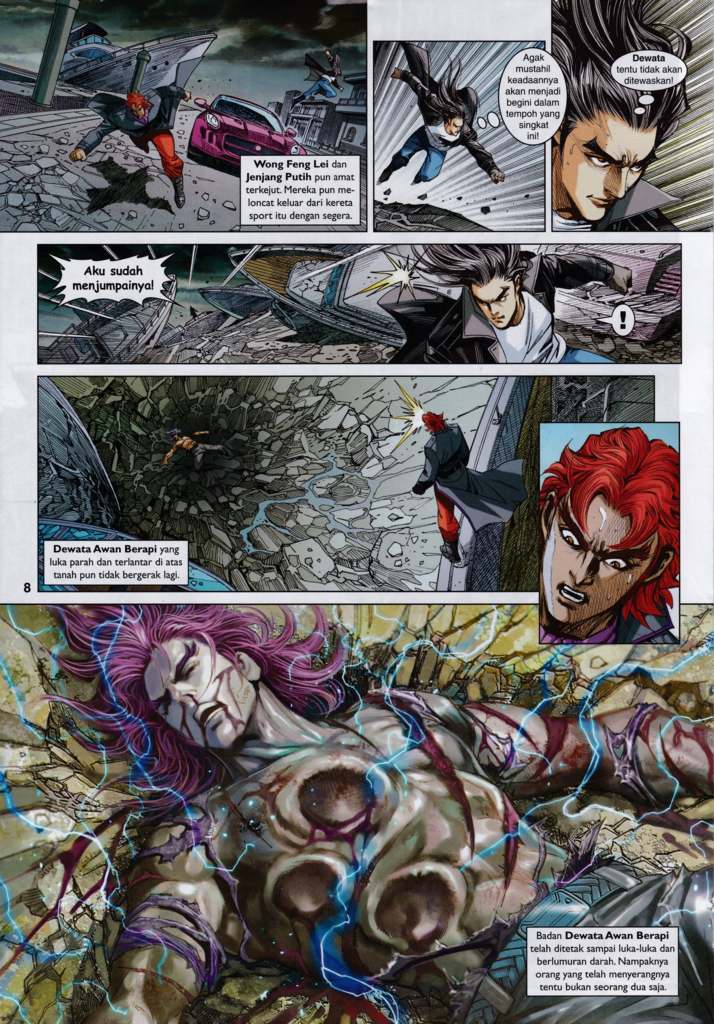 Wong Feng Lei dan
Jenjang Putih pun amat
terkejut. Mereka pun me-
loncat keluar dari kereta
sport itu dengan segera.
Agak
mustahil
keadaannya
akan menjadi
begini dalam
tempoh yang
singkat
ini!
Dewata
tentu tidak akan
ditewaskan!
Aku sudah
menjumpainya!
!
Dewata Awan Berapi yang
luka parah dan terlantar di atas
tanah pun tidak bergerak lagi.
8
Badan Dewata Awan Berapi
telah ditetak sampai luka-luka dan
berlumuran darah. Nampaknya
orang yang telah menyerangnya
tentu bukan seorang dua saja.